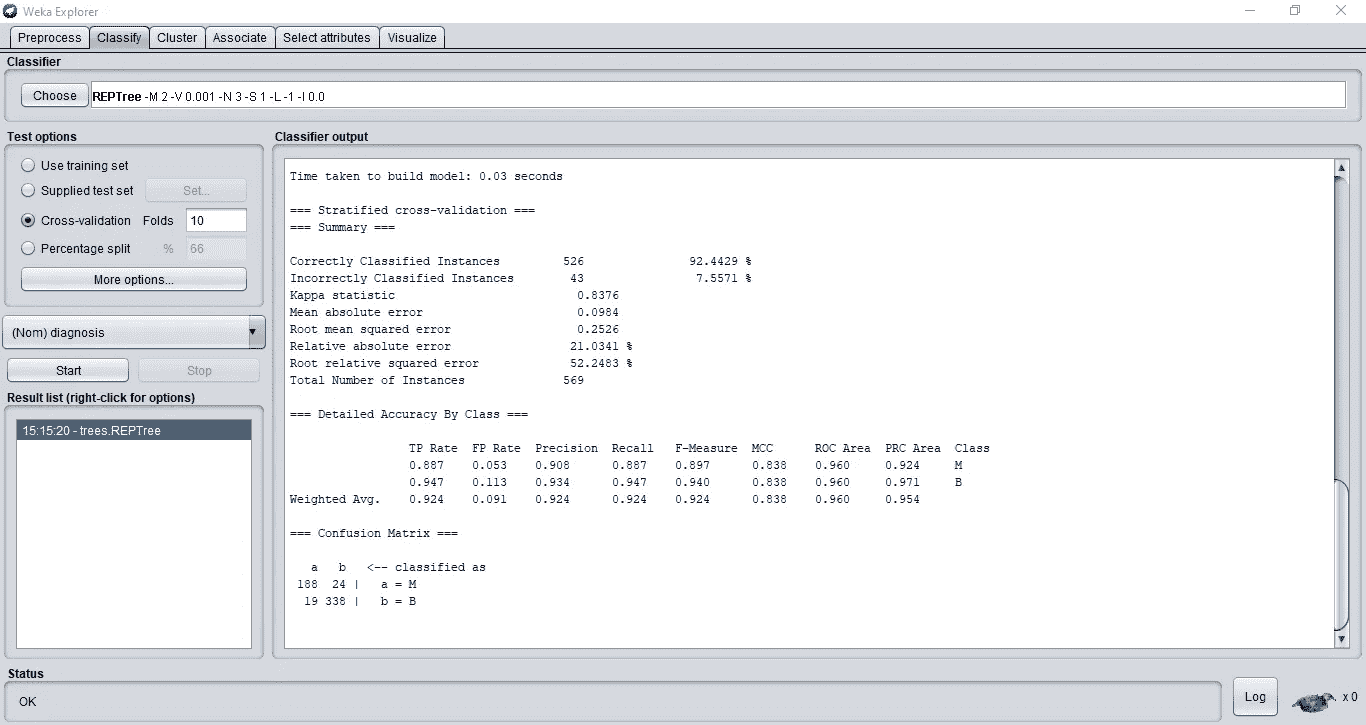 Weka Explorer
Preprocess Classify Cluster Associate Select attributes Visualize
Classifier
Choose REPTree -M 2 -V 0.001 -N 3 -S 1 -L -1 -I 0.0
Test options
Use training set
Supplied test set Set...
Cross-validation Folds 10
Percentage split % 66
More options...
(Nom) diagnosis
Start Stop
Result list (right-click for options)
15:15:20 - trees.REPTree
Classifier output
Time taken to build model: 0.03 seconds
=== Stratified cross-validation ===
=== Summary ===
Correctly Classified Instances 526 92.4429 %
Incorrectly Classified Instances 43 7.5571 %
Kappa statistic 0.8376
Mean absolute error 0.0984
Root mean squared error 0.2526
Relative absolute error 21.0341 %
Root relative squared error 52.2483 %
Total Number of Instances 569
=== Detailed Accuracy By Class ===
TP Rate FP Rate Precision Recall F-Measure MCC ROC Area PRC Area Class
0.887 0.053 0.908 0.887 0.897 0.838 0.960 0.924 M
0.947 0.113 0.934 0.947 0.940 0.838 0.960 0.971 B
Weighted Avg. 0.924 0.091 0.924 0.924 0.924 0.838 0.960 0.954
=== Confusion Matrix ===
a b <-- classified as
188 24 | a = M
19 338 | b = B
Status
OK
Log x 0